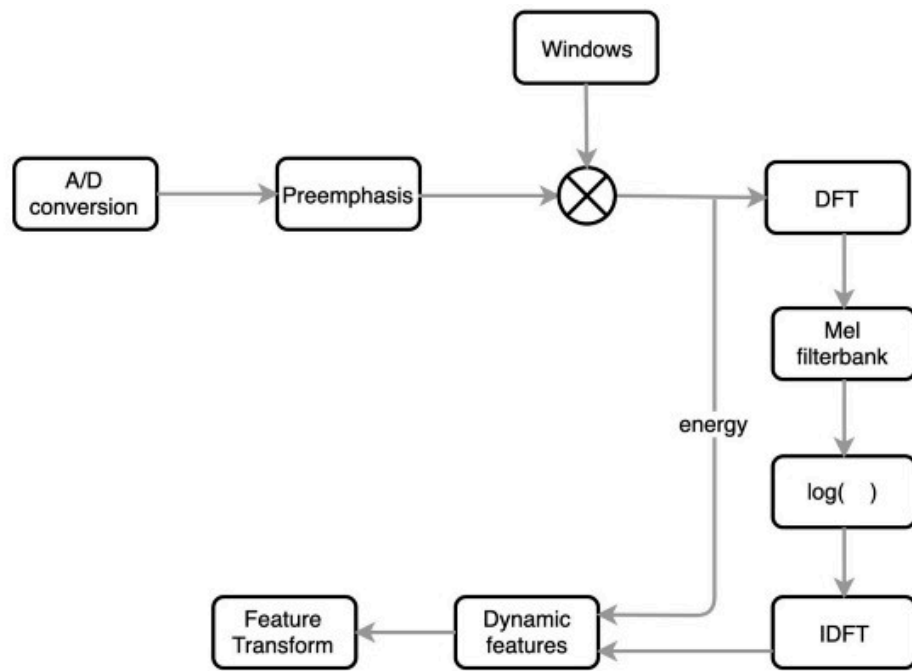 Windows
A/D
conversion
Preemphasis
DFT
Mel
filterbank
energy
log( )
Feature
Transform
Dynamic
features
IDFT